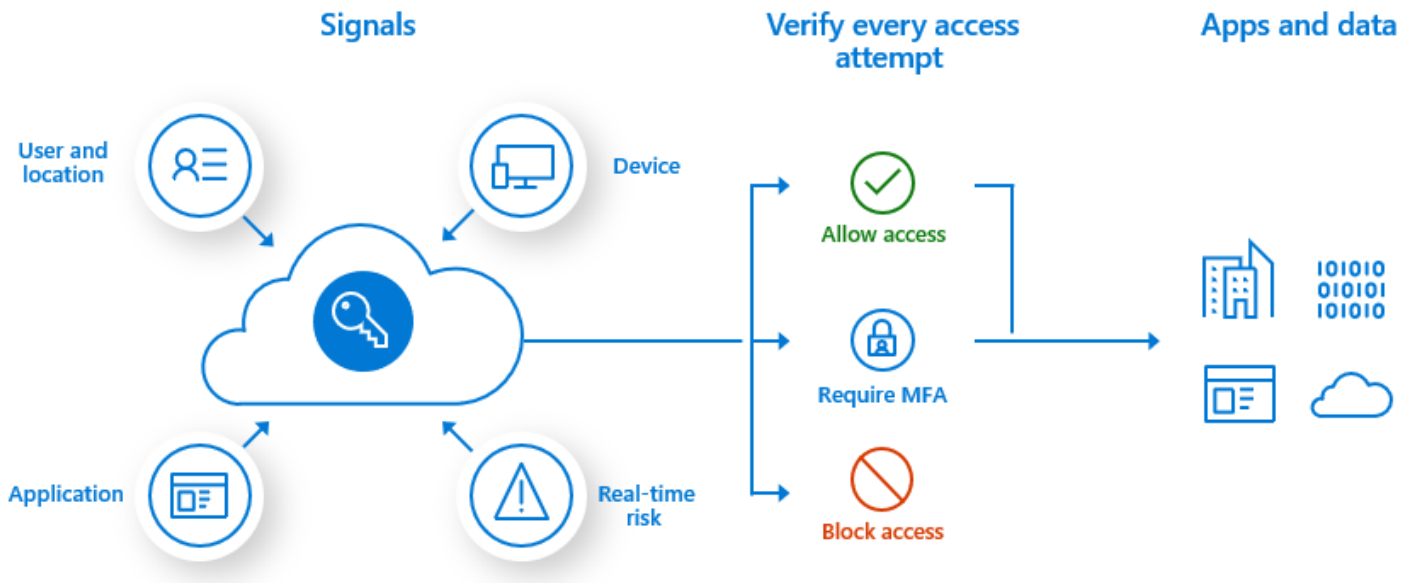 Signals
Verify every access
attempt
Apps and data
User and
location
Device
Allow access
101010
010101
101010
Require MFA
Application
Real-time
risk
Block access